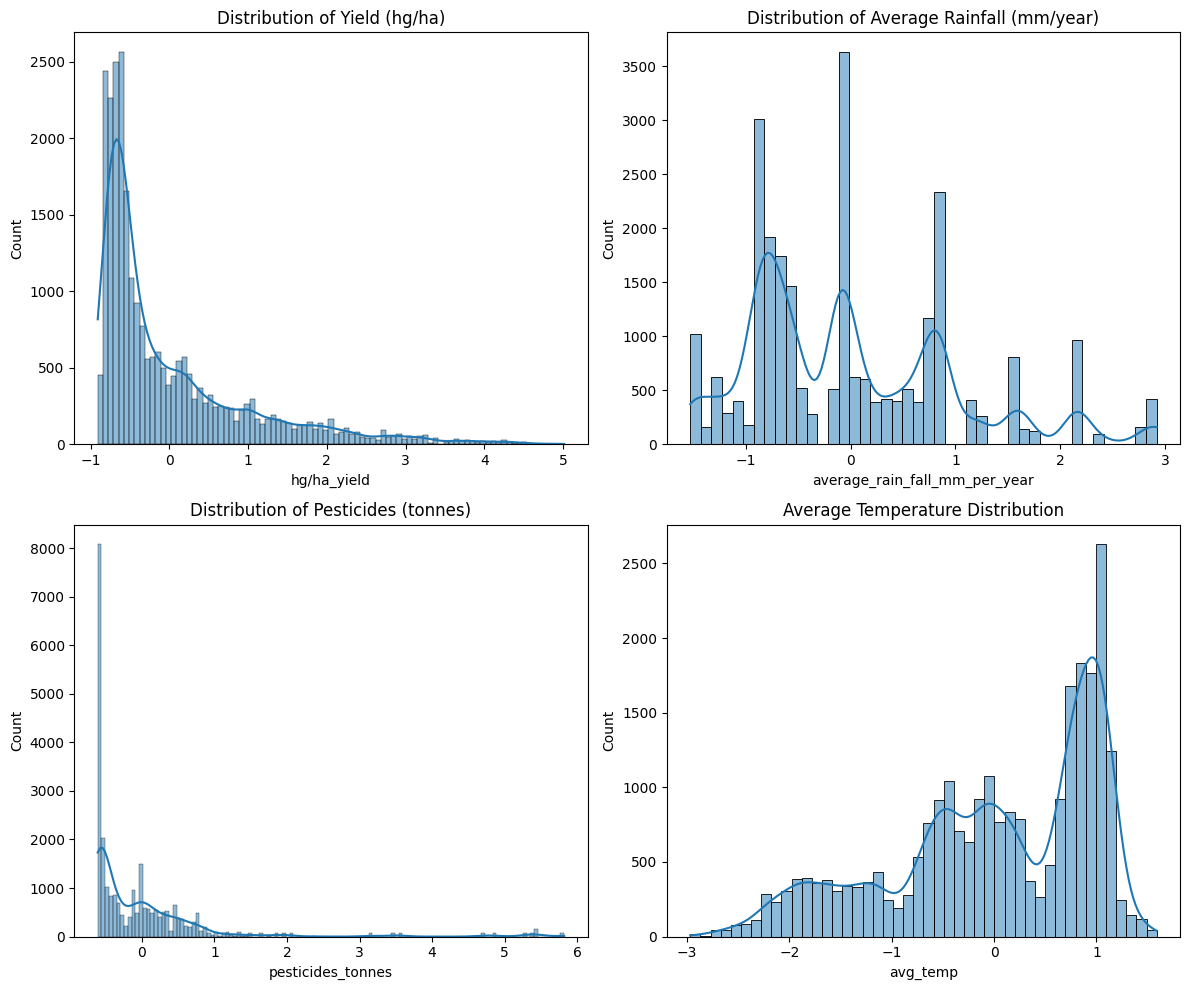 Distribution of Yield (hg/ha)
Count
2500
2000
1500
1000
500
0
−1 0 1 2 3 4 5
hg/ha_yield
Distribution of Average Rainfall (mm/year)
Count
3500
3000
2500
2000
1500
1000
500
0
−1 0 1 2 3
average_rain_fall_mm_per_year
Distribution of Pesticides (tonnes)
Count
8000
7000
6000
5000
4000
3000
2000
1000
0
0 1 2 3 4 5 6
pesticides_tonnes
Average Temperature Distribution
Count
2500
2000
1500
1000
500
0
−3 −2 −1 0 1
avg_temp